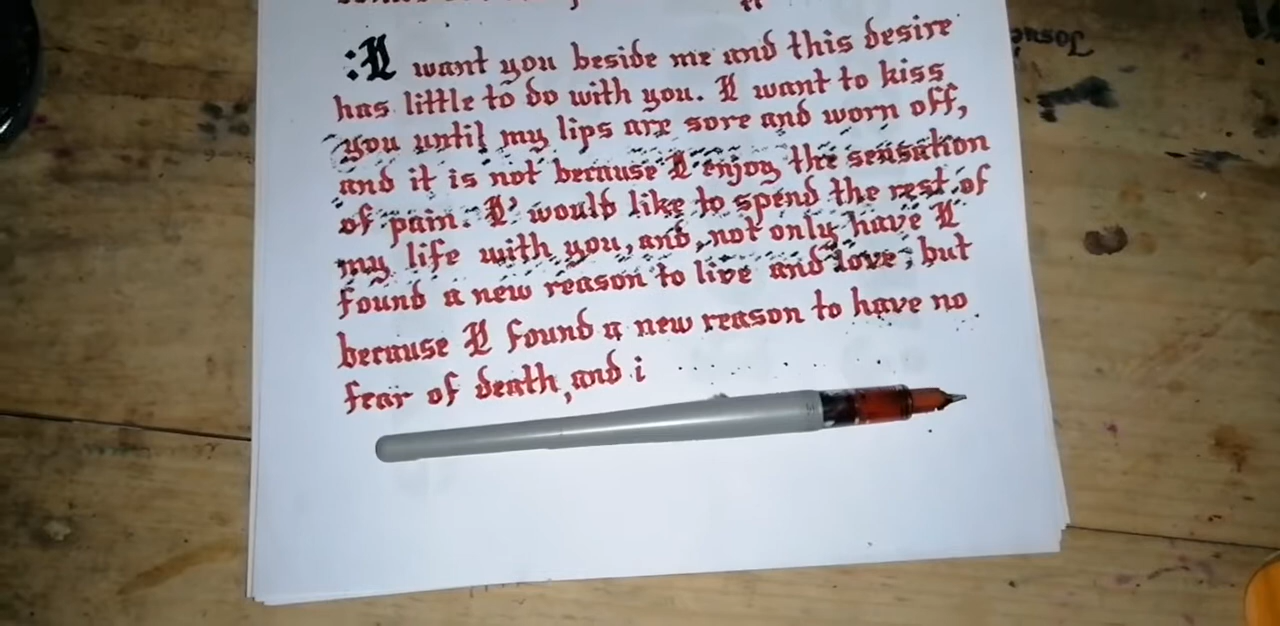 :I want you beside me and this desire
has little to do with you. I want to kiss
you until my lips are sore and worn off,
and it is not because I enjoy the sensation
of pain. I would like to spend the rest of
my life with you, and, not only have I
found a new reason to live and love, but
because I found a new reason to have no
fear of death, and i
Josue